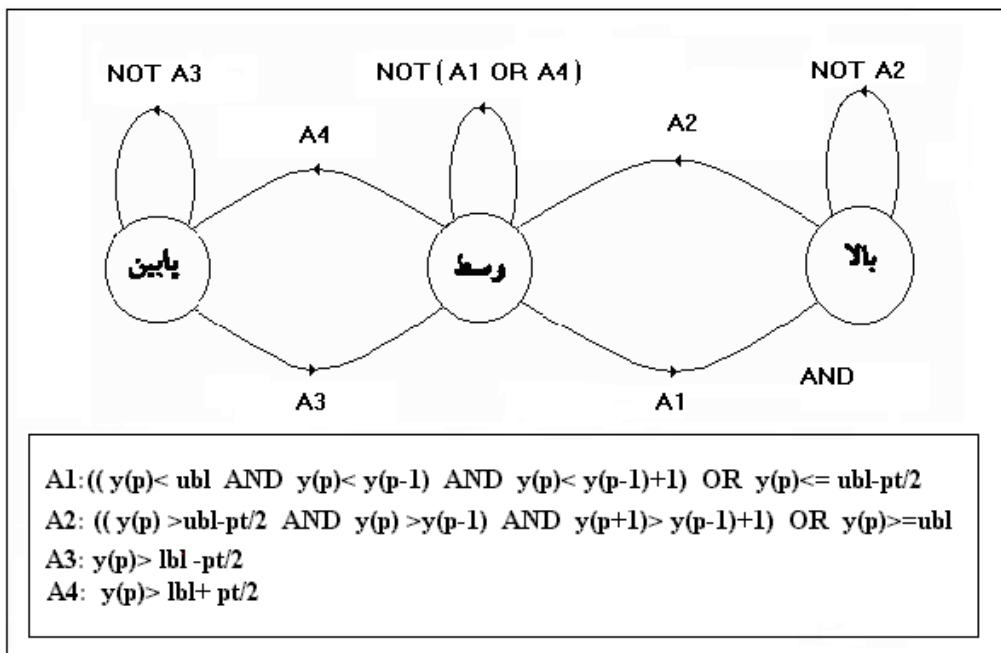 NOT A3
NOT ( A1 OR A4 )
NOT A2
A4
A2
پایین
وسط
بالا
A3
A1
AND
A1: (( y(p)< ubl AND y(p)< y(p-1) AND y(p)< y(p-1)+1) OR y(p)<= ubl-pt/2
A2: (( y(p) >ubl-pt/2 AND y(p) >y(p-1) AND y(p+1)> y(p-1)+1) OR y(p)>=ubl
A3: y(p)> lbl -pt/2
A4: y(p)> lbl+ pt/2